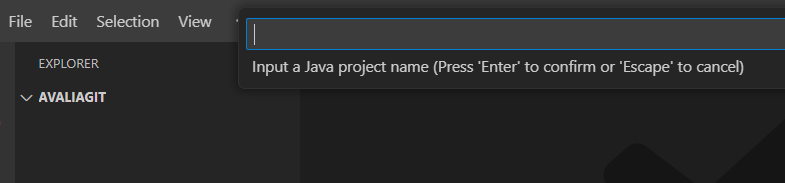 File Edit Selection View
Input a Java project name (Press 'Enter' to confirm or 'Escape' to cancel)
EXPLORER
AVALIAGIT